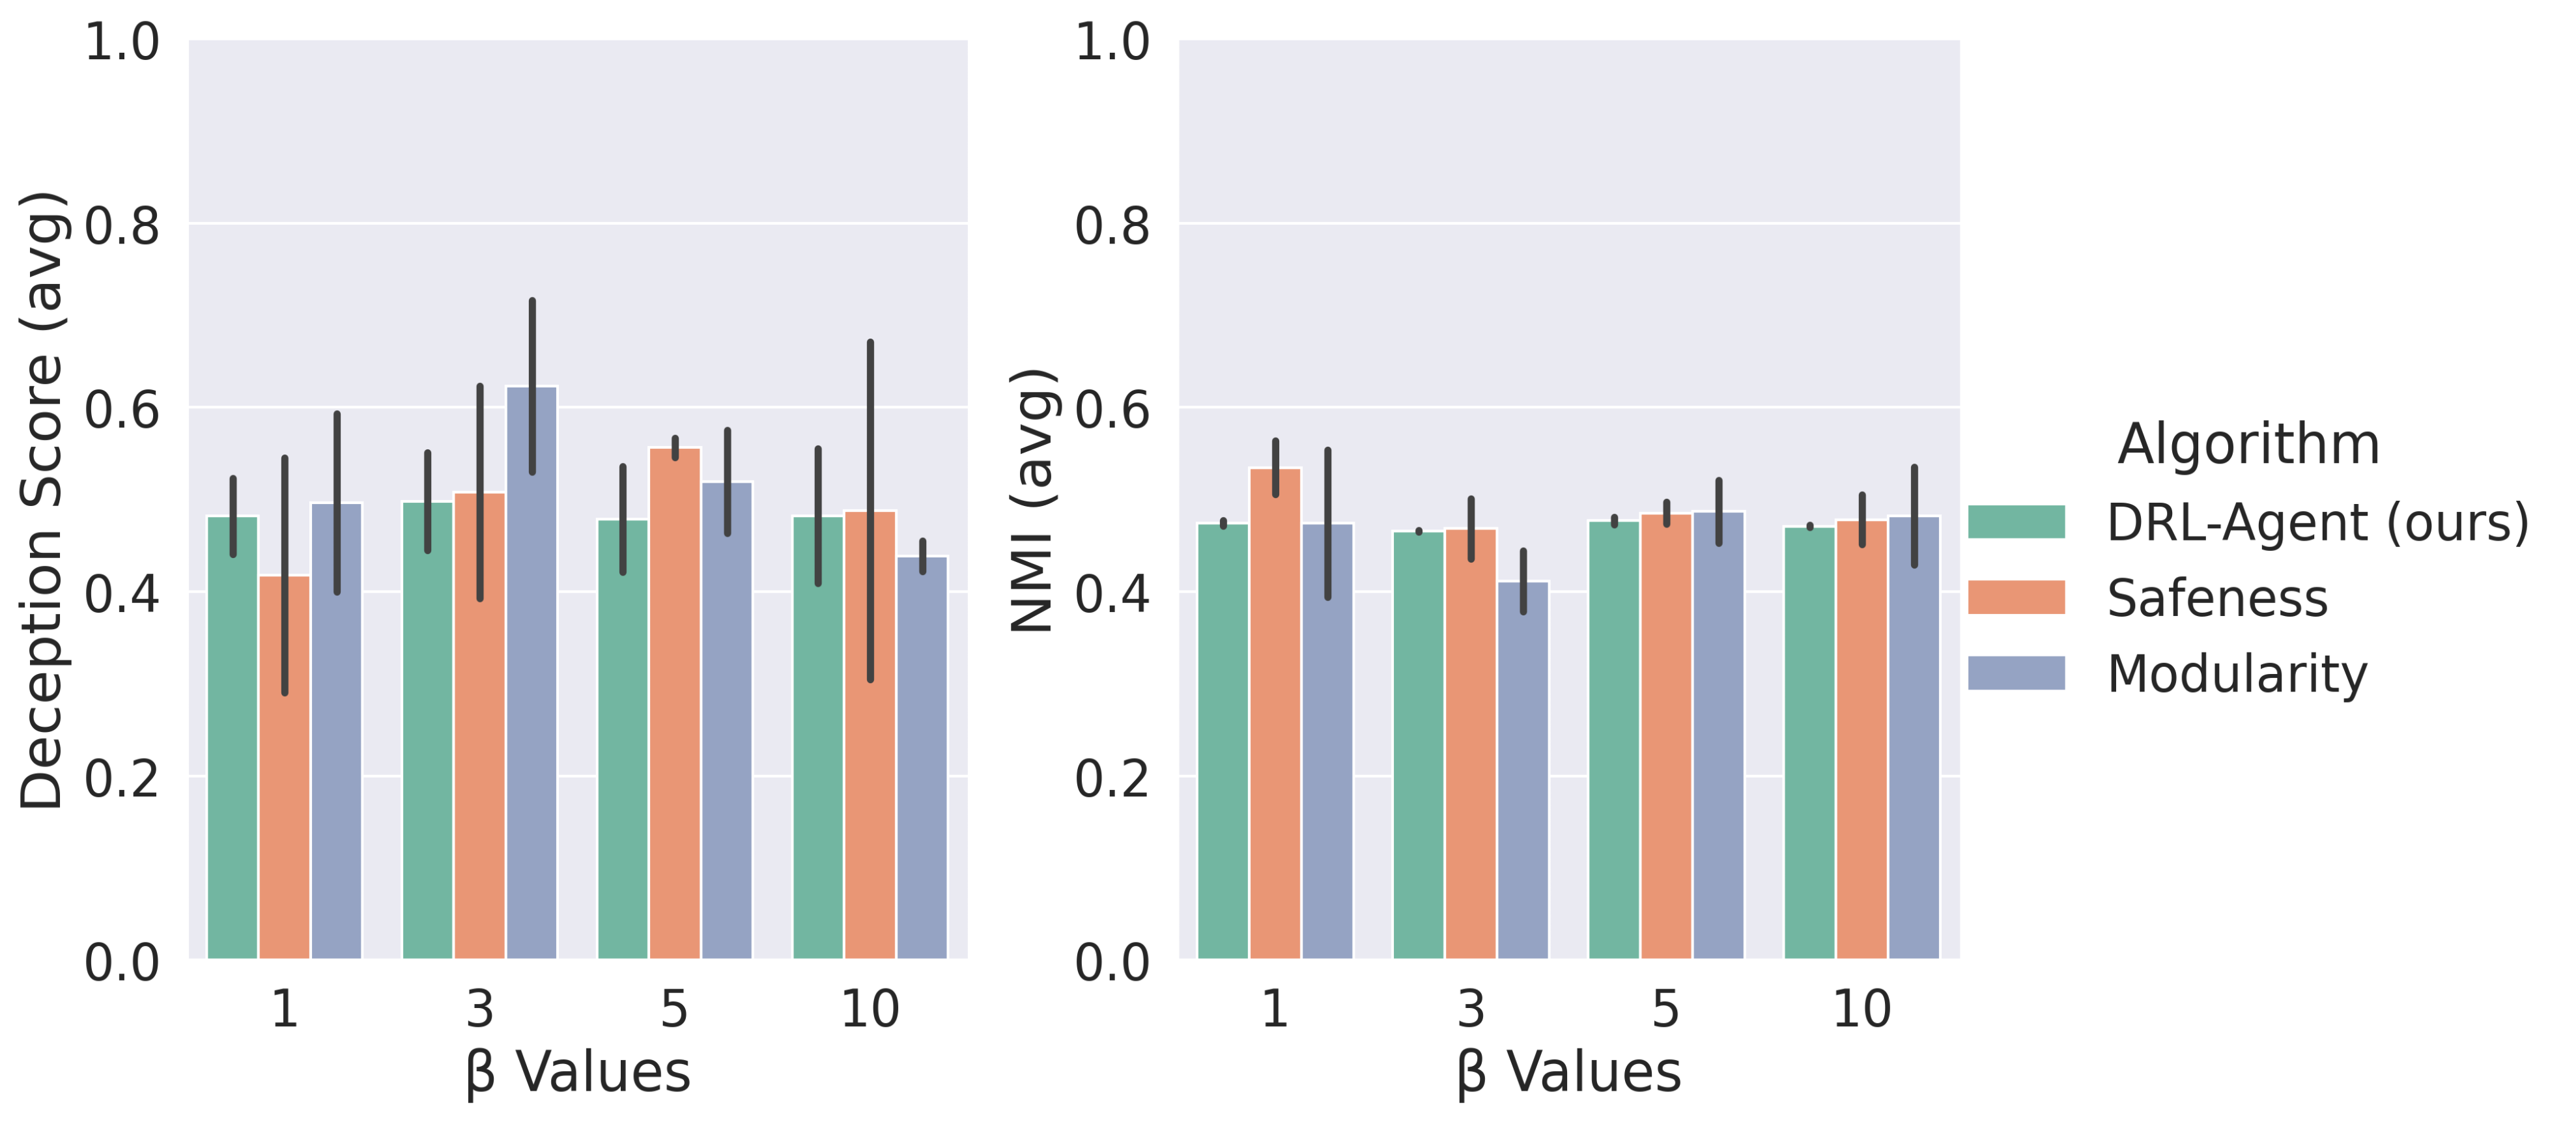 Deception Score (avg)
1.0
0.8
0.6
0.4
0.2
0.0
1 3 5 10
β Values
NMI (avg)
1.0
0.8
0.6
0.4
0.2
0.0
1 3 5 10
β Values
Algorithm
DRL-Agent (ours)
Safeness
Modularity